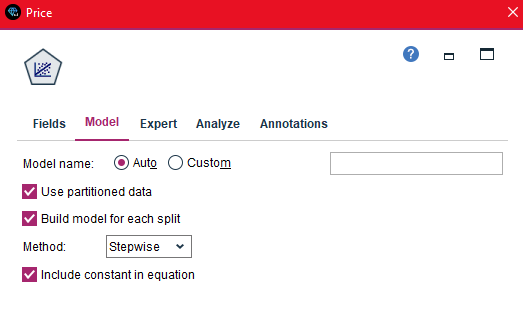 Price
?
Fields Model Expert Analyze Annotations
Model name: Auto Custom
Use partitioned data
Build model for each split
Method: Stepwise
Include constant in equation